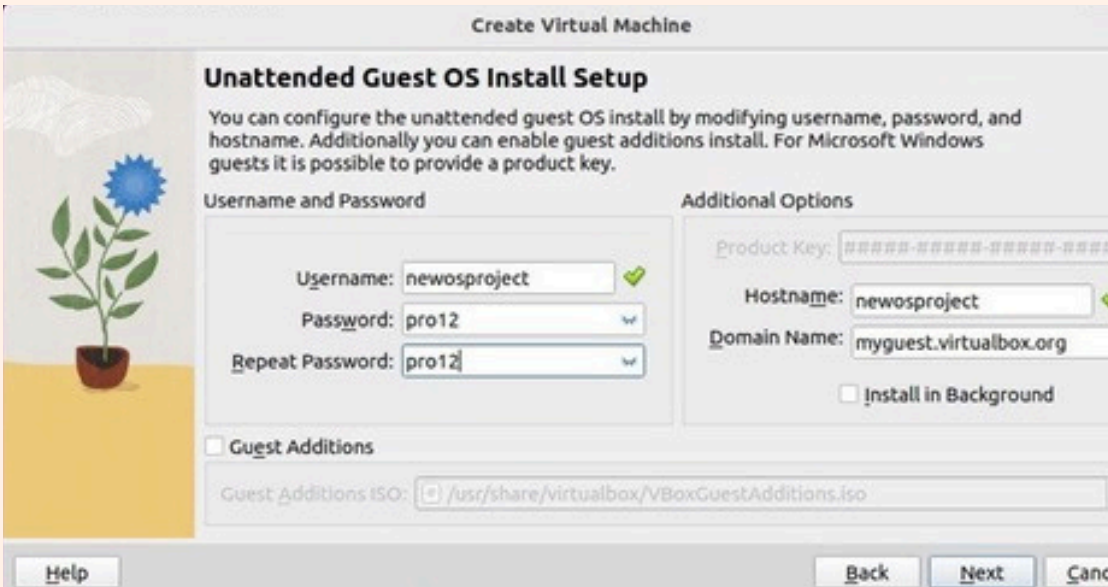 Create Virtual Machine
Unattended Guest OS Install Setup
You can configure the unattended guest OS install by modifying username, password, and
hostname. Additionally you can enable guest additions install. For Microsoft Windows
guests it is possible to provide a product key.
Username and Password
Username: newosproject
Password: pro12
Repeat Password: pro12
Additional Options
Product Key: #####-#####-#####-####
Hostname: newosproject
Domain Name: myguest.virtualbox.org
Install in Background
Guest Additions
Guest Additions ISO: /usr/share/virtualbox/VBoxGuestAdditions.iso
Help
Back
Next
Canc